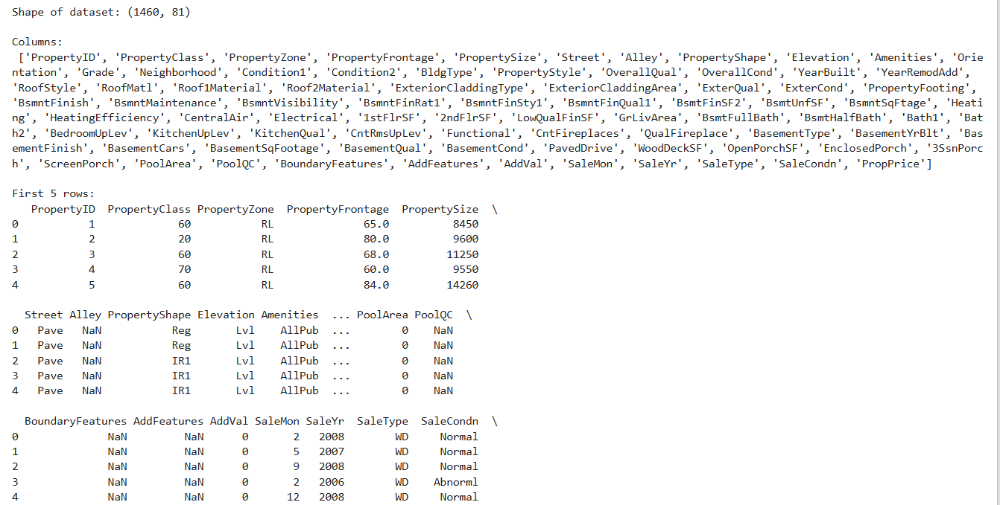 Shape of dataset: (1460, 81)
Columns:
['PropertyID', 'PropertyClass', 'PropertyZone', 'PropertyFrontage', 'PropertySize', 'Street', 'Alley', 'PropertyShape', 'Elevation', 'Amenities', 'Orie
ntation', 'Grade', 'Neighborhood', 'Condition1', 'Condition2', 'BldgType', 'PropertyStyle', 'OverallQual', 'OverallCond', 'YearBuilt', 'YearRemodAdd',
'RoofStyle', 'RoofMatl', 'Roof1Material', 'Roof2Material', 'ExteriorCladdingType', 'ExteriorCladdingArea', 'ExterQual', 'ExterCond', 'PropertyFooting',
'BsmntFinish', 'BsmntMaintenance', 'BsmntVisibility', 'BsmntFinRat1', 'BsmntFinSty1', 'BsmntFinQual1', 'BsmtFinSF2', 'BsmtUnfSF', 'BsmntSqFtage', 'Heati
ng', 'HeatingEfficiency', 'CentralAir', 'Electrical', '1stFlrSF', '2ndFlrSF', 'LowQualFinSF', 'GrLivArea', 'BsmtFullBath', 'BsmtHalfBath', 'Bath1', 'Bat
h2', 'BedroomUpLev', 'KitchenUpLev', 'KitchenQual', 'CntRmsUpLev', 'Functional', 'CntFireplaces', 'QualFireplace', 'BasementType', 'BasementYrBlt', 'Bas
ementFinish', 'BasementCars', 'BasementSqFootage', 'BasementQual', 'BasementCond', 'PavedDrive', 'WoodDeckSF', 'OpenPorchSF', 'EnclosedPorch', '3SsnPorc
h', 'ScreenPorch', 'PoolArea', 'PoolQC', 'BoundaryFeatures', 'AddFeatures', 'AddVal', 'SaleMon', 'SaleYr', 'SaleType', 'SaleCondn', 'PropPrice']
First 5 rows:
PropertyID PropertyClass PropertyZone PropertyFrontage PropertySize \
0 1 60 RL 65.0 8450
1 2 20 RL 80.0 9600
2 3 60 RL 68.0 11250
3 4 70 RL 60.0 9550
4 5 60 RL 84.0 14260
Street Alley PropertyShape Elevation Amenities ... PoolArea PoolQC \
0 Pave NaN Reg Lvl AllPub ... 0 NaN
1 Pave NaN Reg Lvl AllPub ... 0 NaN
2 Pave NaN IR1 Lvl AllPub ... 0 NaN
3 Pave NaN IR1 Lvl AllPub ... 0 NaN
4 Pave NaN IR1 Lvl AllPub ... 0 NaN
BoundaryFeatures AddFeatures AddVal SaleMon SaleYr SaleType SaleCondn \
0 NaN NaN 0 2 2008 WD Normal
1 NaN NaN 0 5 2007 WD Normal
2 NaN NaN 0 9 2008 WD Normal
3 NaN NaN 0 2 2006 WD Abnorml
4 NaN NaN 0 12 2008 WD Normal